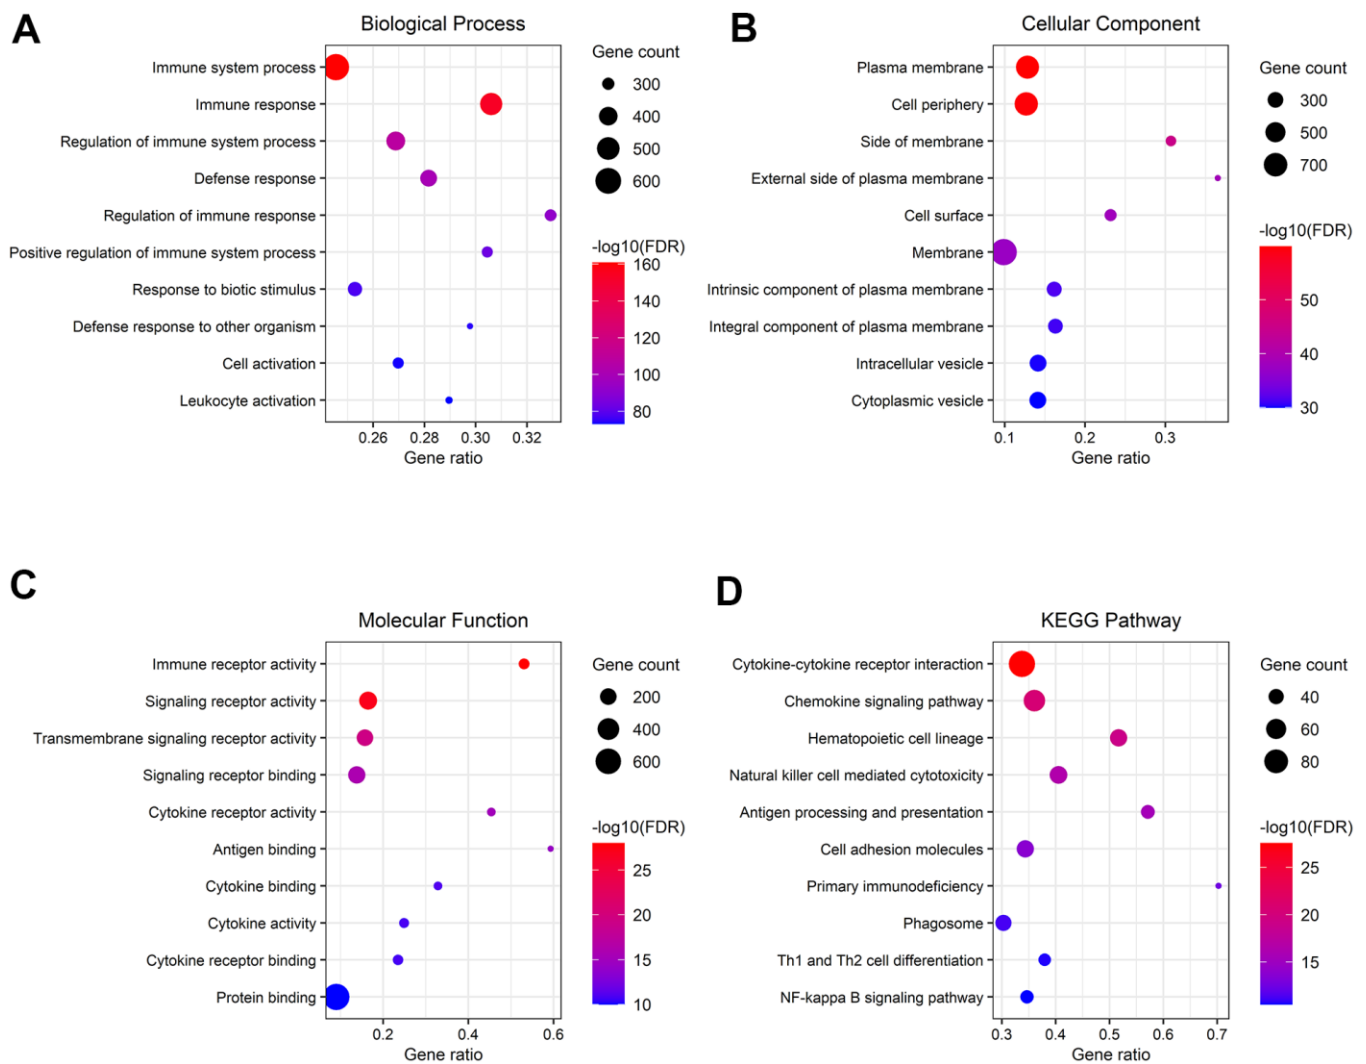 A
Biological Process
Immune system process
Immune response
Regulation of immune system process
Defense response
Regulation of immune response
Positive regulation of immune system process
Response to biotic stimulus
Defense response to other organism
Cell activation
Leukocyte activation
0.26 0.28 0.30 0.32
Gene ratio
Gene count
300
400
500
600
-log10(FDR)
160
140
120
100
80
B
Cellular Component
Plasma membrane
Cell periphery
Side of membrane
External side of plasma membrane
Cell surface
Membrane
Intrinsic component of plasma membrane
Integral component of plasma membrane
Intracellular vesicle
Cytoplasmic vesicle
0.1 0.2 0.3
Gene ratio
Gene count
300
500
700
-log10(FDR)
50
40
30
C
Molecular Function
Immune receptor activity
Signaling receptor activity
Transmembrane signaling receptor activity
Signaling receptor binding
Cytokine receptor activity
Antigen binding
Cytokine binding
Cytokine activity
Cytokine receptor binding
Protein binding
0.2 0.4 0.6
Gene ratio
Gene count
200
400
600
-log10(FDR)
25
20
15
10
D
KEGG Pathway
Cytokine-cytokine receptor interaction
Chemokine signaling pathway
Hematopoietic cell lineage
Natural killer cell mediated cytotoxicity
Antigen processing and presentation
Cell adhesion molecules
Primary immunodeficiency
Phagosome
Th1 and Th2 cell differentiation
NF-kappa B signaling pathway
0.3 0.4 0.5 0.6 0.7
Gene ratio
Gene count
40
60
80
-log10(FDR)
25
20
15